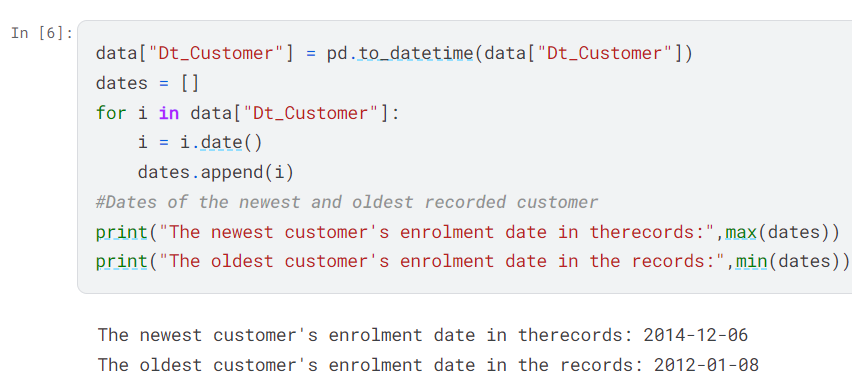 In [6]:
data["Dt_Customer"] = pd.to_datetime(data["Dt_Customer"])
dates = []
for i in data["Dt_Customer"]:
    i = i.date()
    dates.append(i)
#Dates of the newest and oldest recorded customer
print("The newest customer's enrolment date in therecords:",max(dates))
print("The oldest customer's enrolment date in the records:",min(dates))
The newest customer's enrolment date in therecords: 2014-12-06
The oldest customer's enrolment date in the records: 2012-01-08